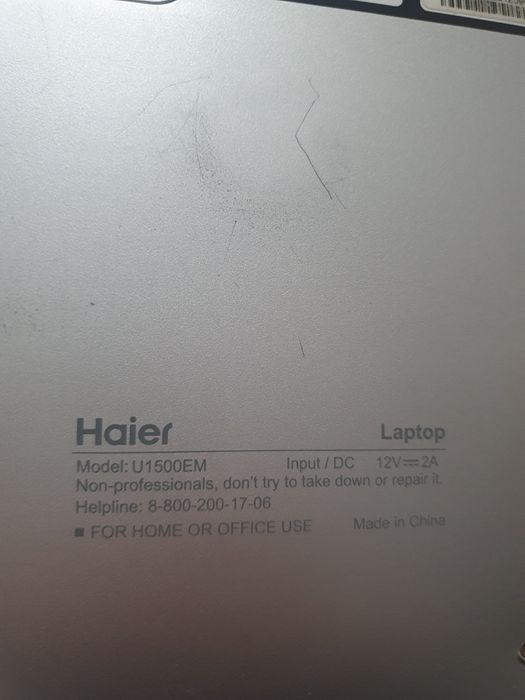 Haier Laptop
Model: U1500EM Input / DC 12V⎓2A
Non-professionals, don't try to take down or repair it.
Helpline: 8-800-200-17-06
■ FOR HOME OR OFFICE USE Made in China